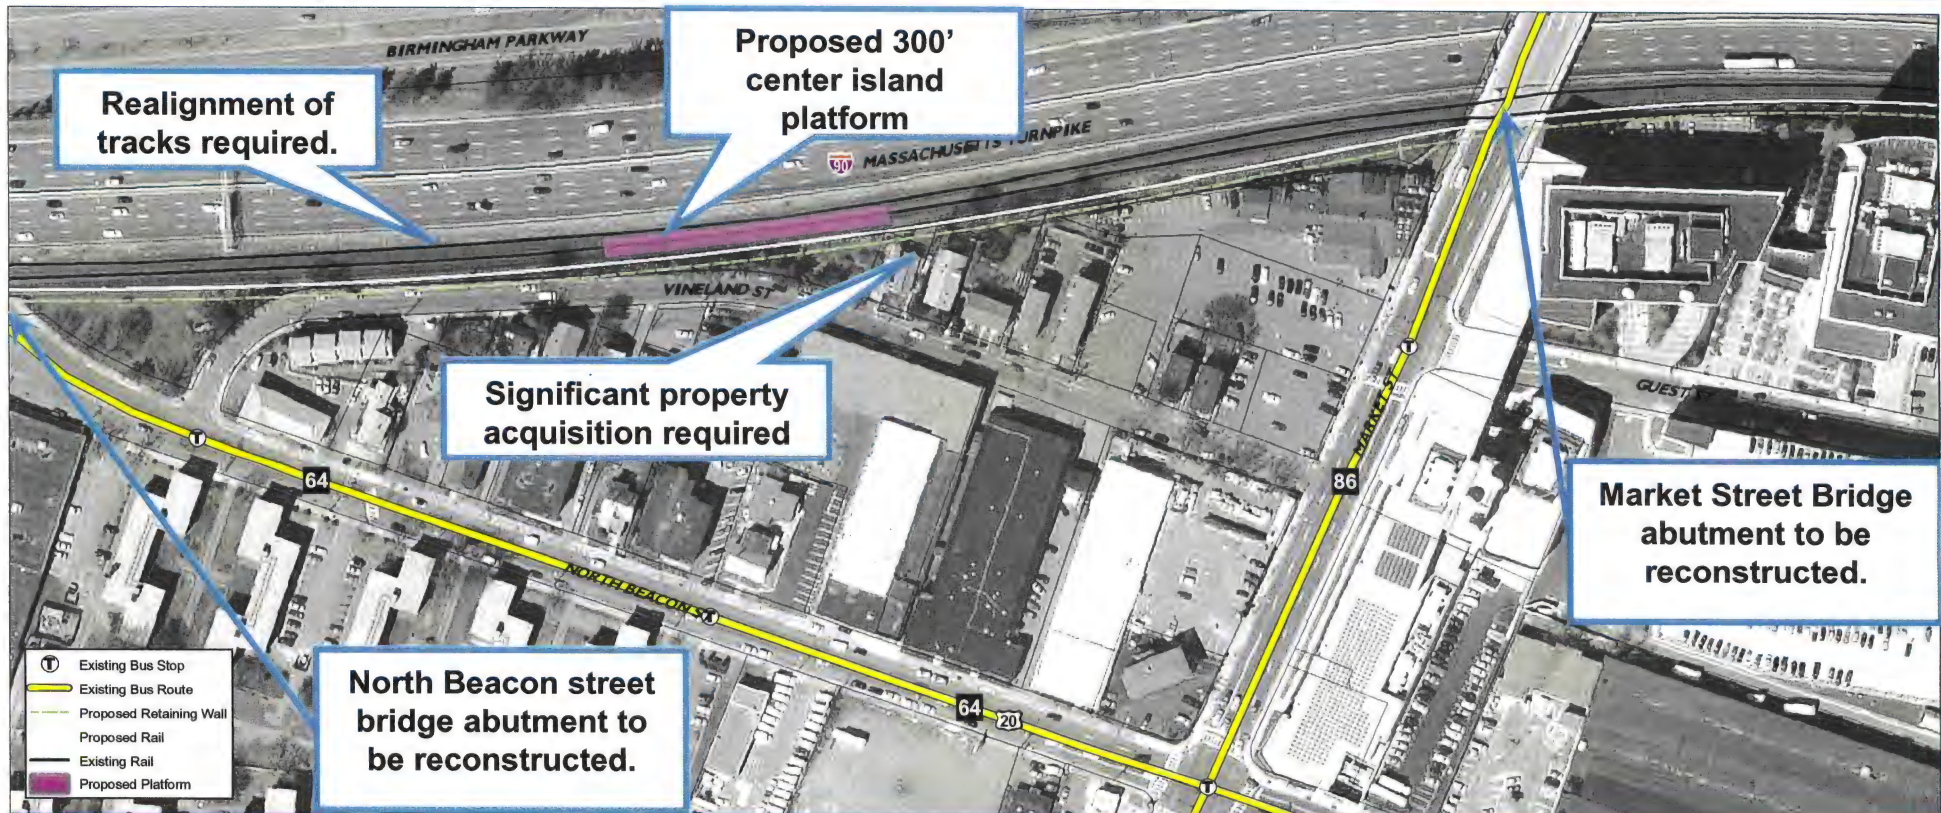 BIRMINGHAM PARKWAY
Realignment of
tracks required.
Proposed 300'
center island
platform
90
MASSACHUSETTS TURNPIKE
VINELAND ST
Significant property
acquisition required
GUEST ST
MARKET ST
86
64
Market Street Bridge
abutment to be
reconstructed.
NORTH BEACON ST
T
T
T
T
64
20
North Beacon street
bridge abutment to
be reconstructed.
T Existing Bus Stop
Existing Bus Route
Proposed Retaining Wall
Proposed Rail
Existing Rail
Proposed Platform